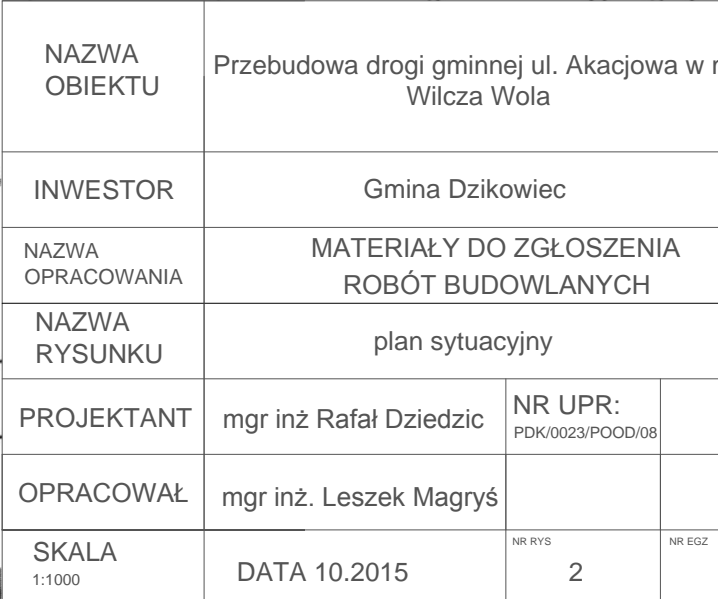 NAZWA
OBIEKTU
Przebudowa drogi gminnej ul. Akacjowa w
Wilcza Wola
INWESTOR
Gmina Dzikowiec
NAZWA
OPRACOWANIA
MATERIAŁY DO ZGŁOSZENIA
ROBÓT BUDOWLANYCH
NAZWA
RYSUNKU
plan sytuacyjny
PROJEKTANT
mgr inż Rafał Dziedzic
NR UPR:
PDK/0023/POOD/08
OPRACOWAŁ
mgr inż. Leszek Magryś
SKALA
1:1000
DATA 10.2015
NR RYS
2
NR EGZ